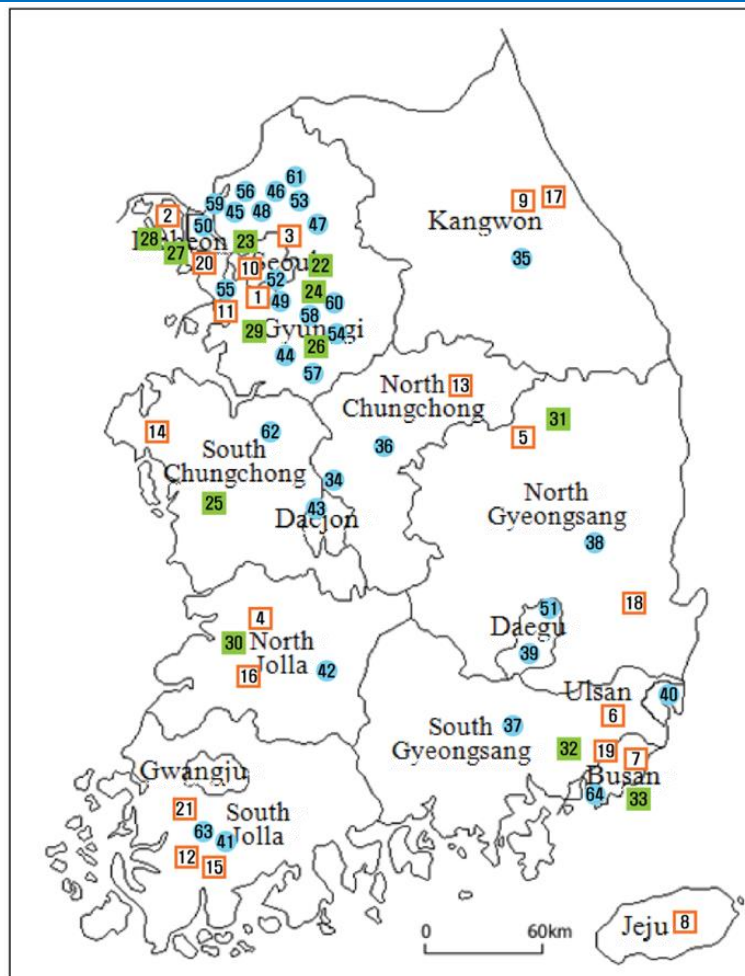 61
56
46
53
59
45
48
2
50
47
28
Incheon
23
3
27
20
10
Seoul
22
52
24
55
1
49
60
11
58
29
Gyungi
54
26
44
57
9
17
Kangwon
35
North
13
Chungchong
36
31
5
14
62
South
Chungchong
34
25
43
Daejon
North
Gyeongsang
38
18
51
Daegu
39
4
30
North
Jolla
16
42
Ulsan
40
6
South
37
Gyeongsang
32
19
7
Busan
64
33
Gwangju
21
South
Jolla
63
41
12
15
0
60km
Jeju
8